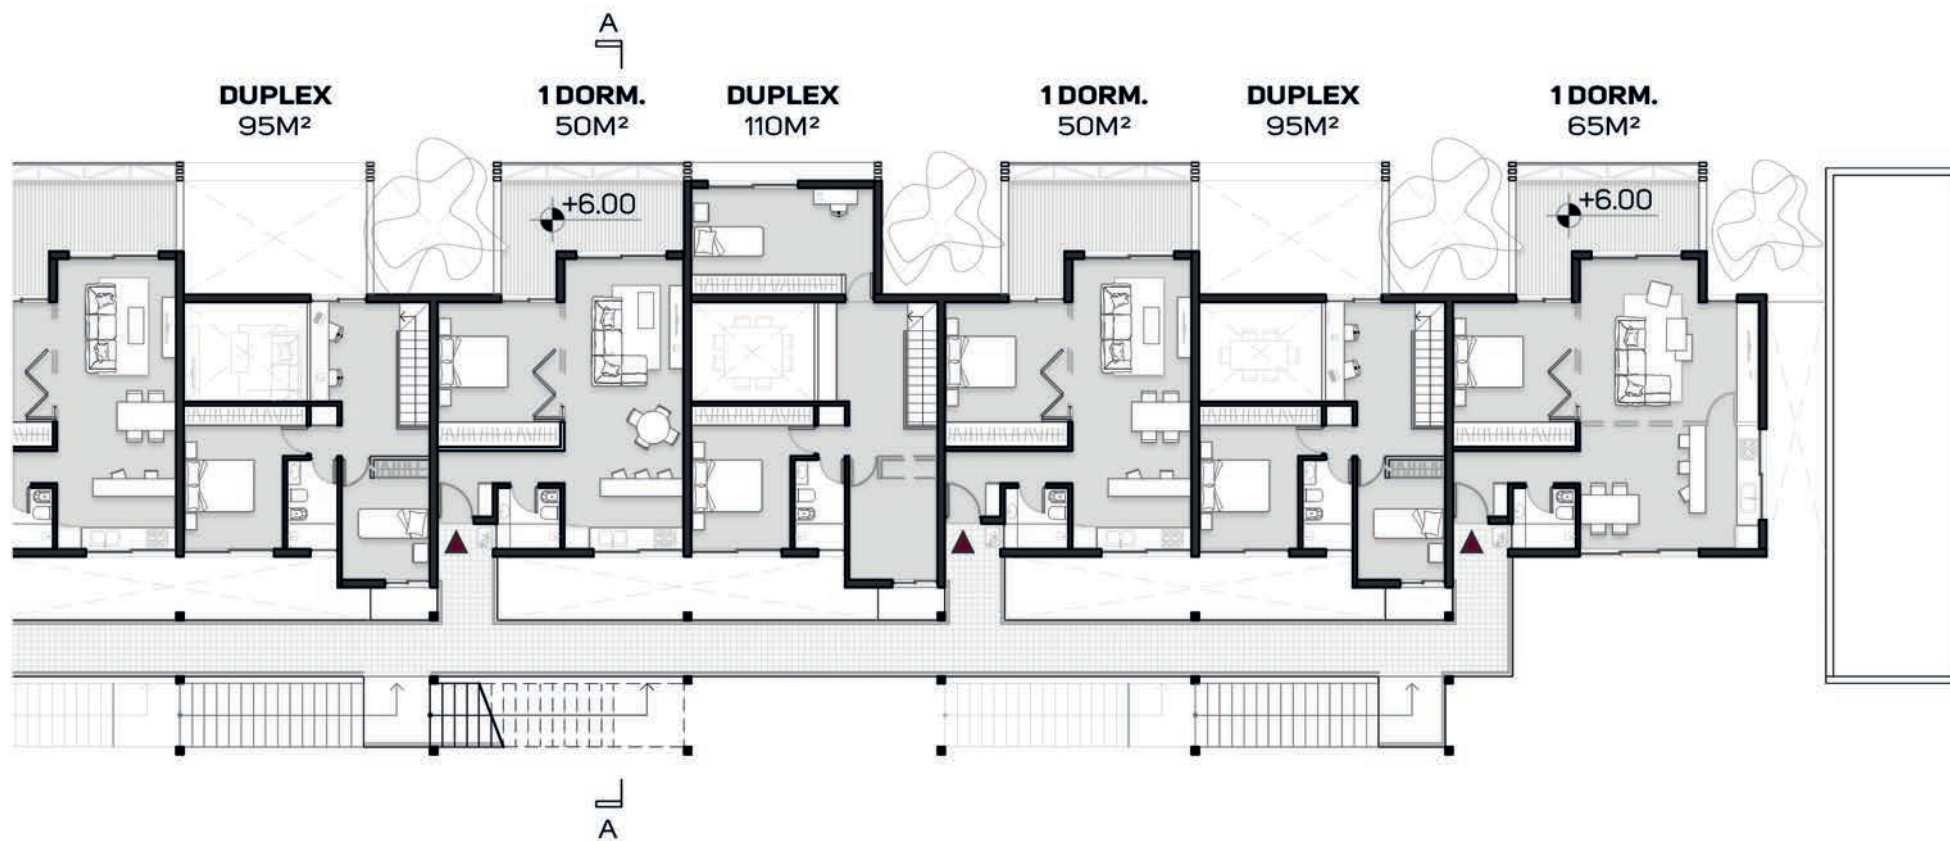 A
DUPLEX
95M²
1 DORM.
50M²
DUPLEX
110M²
1 DORM.
50M²
DUPLEX
95M²
1 DORM.
65M²
+6.00
+6.00
A